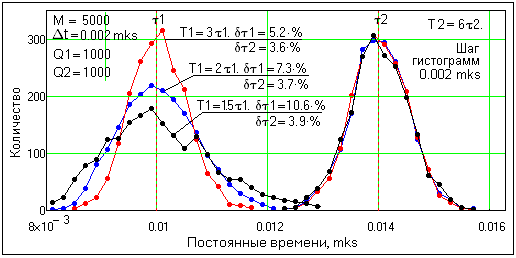 M = 5000
Δt=0.002 mks
Q1=1000
Q2=1000
τ1
T1=3τ1. δτ1=5.2·%
δτ2=3.6·%
T1=2τ1. δτ1=7.3·%
δτ2=3.7·%
T1=1.5τ1. δτ1=10.6·%
δτ2=3.9·%
τ2
T2=6τ2.
Шаг
гистограмм
0.002 mks
Количество
300
200
100
0
8×10⁻³
0.01
0.012
0.014
0.016
Постоянные времени, mks